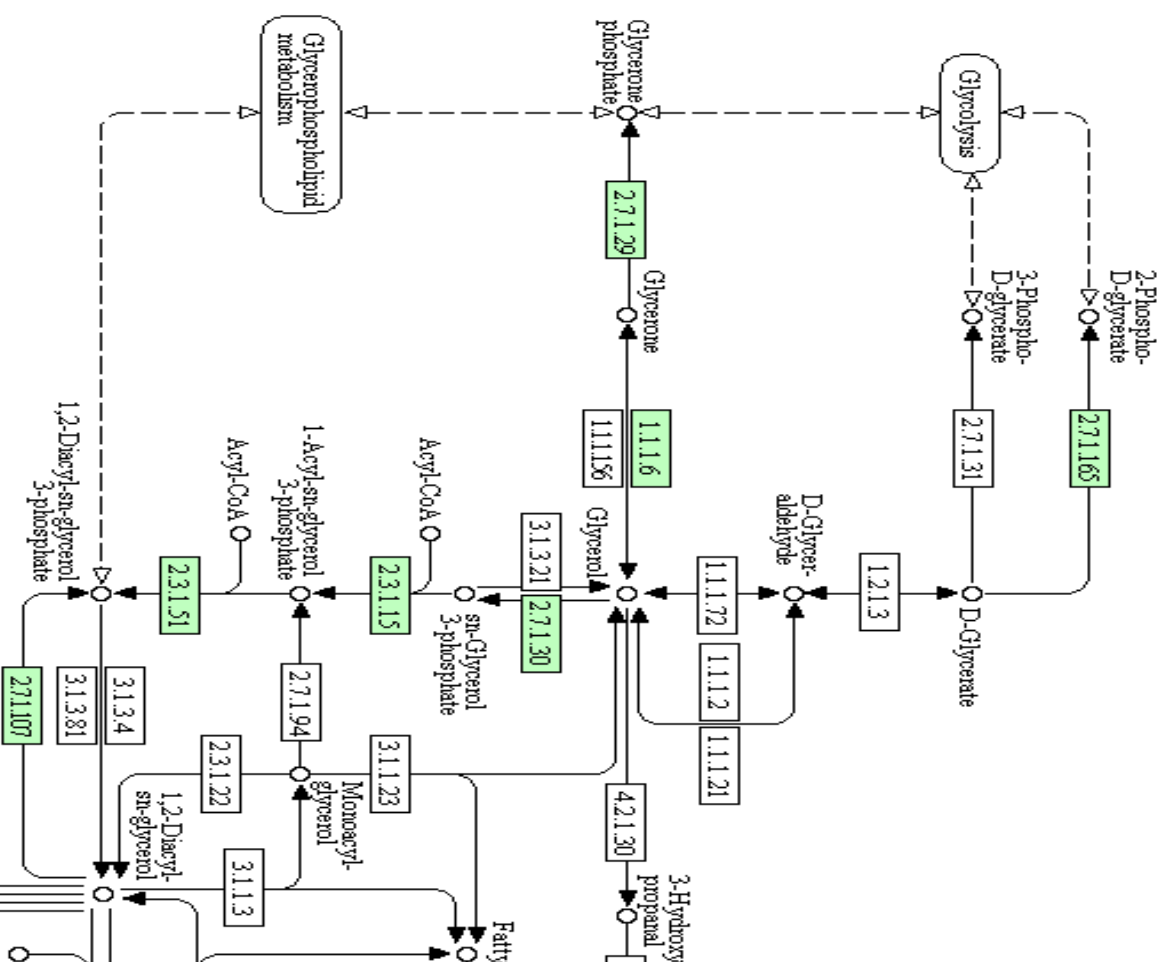 2-Phospho-
D-glycerate
2.7.1.165
3-Phospho-
D-glycerate
Glycolysis
2.7.1.31
D-Glycerate
1.2.1.3
D-Glycer-
aldehyde
1.1.1.72
1.1.1.2
1.1.1.21
Glycerone
phosphate
2.7.1.29
Glycerone
1.1.1.6
1.1.1.156
Glycerol
4.2.1.30
3-Hydroxy
propanal
3.1.3.21
2.7.1.30
sn-Glycerol
3-phosphate
Fatty
Acyl-CoA
2.3.1.15
3.1.1.23
Glycerophospholipid
metabolism
1-Acyl-sn-glycerol
3-phosphate
2.7.1.94
Monoacyl-
glycerol
Acyl-CoA
2.3.1.51
2.3.1.22
3.1.1.3
1,2-Diacyl-
sn-glycerol
3.1.3.4
3.1.3.81
1,2-Diacyl-sn-glycerol
3-phosphate
2.7.1.107